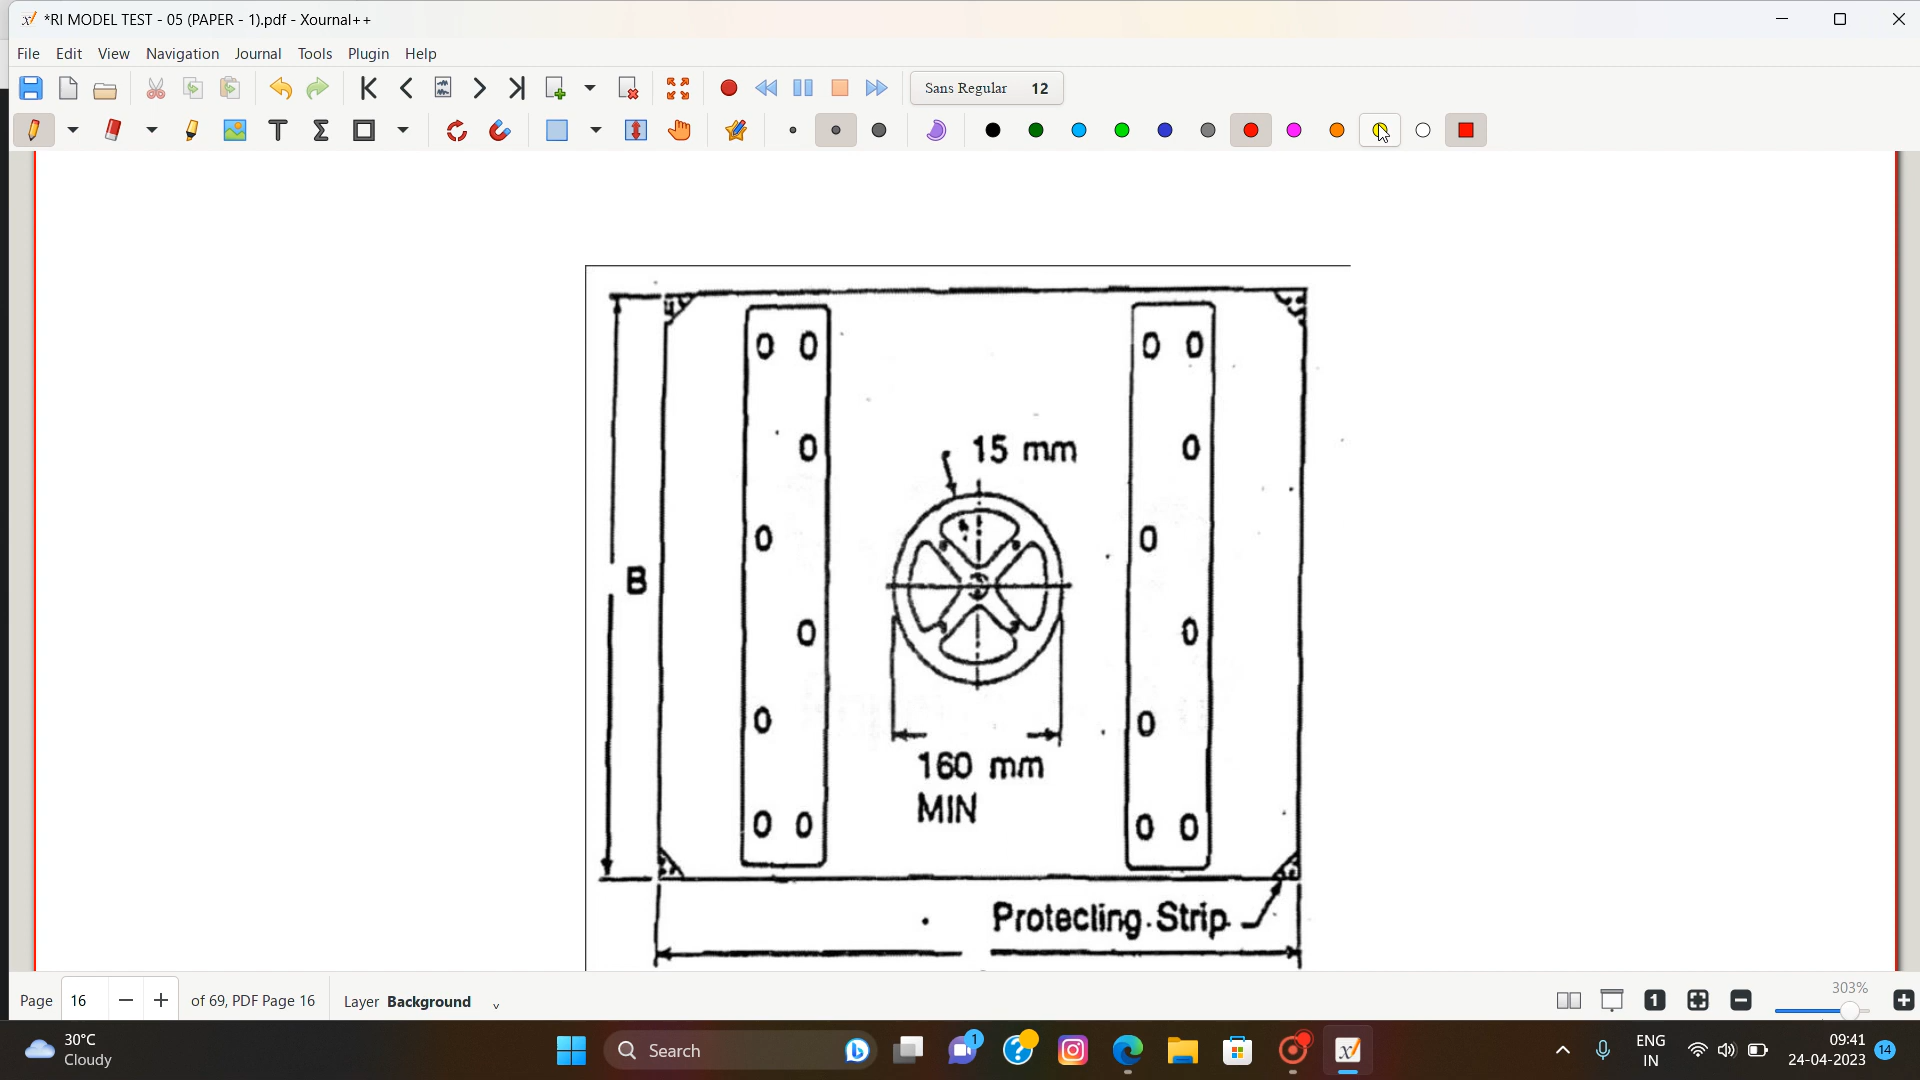 *RI MODEL TEST - 05 (PAPER - 1).pdf - Xournal++
File Edit View Navigation Journal Tools Plugin Help
Sans Regular 12
15 mm
B
160 mm
MIN
Protecling. Strip
Page 16 of 69, PDF Page 16 Layer Background 303%
1
30°C
Cloudy
Search
1
ENG
IN
09:41
24-04-2023
14